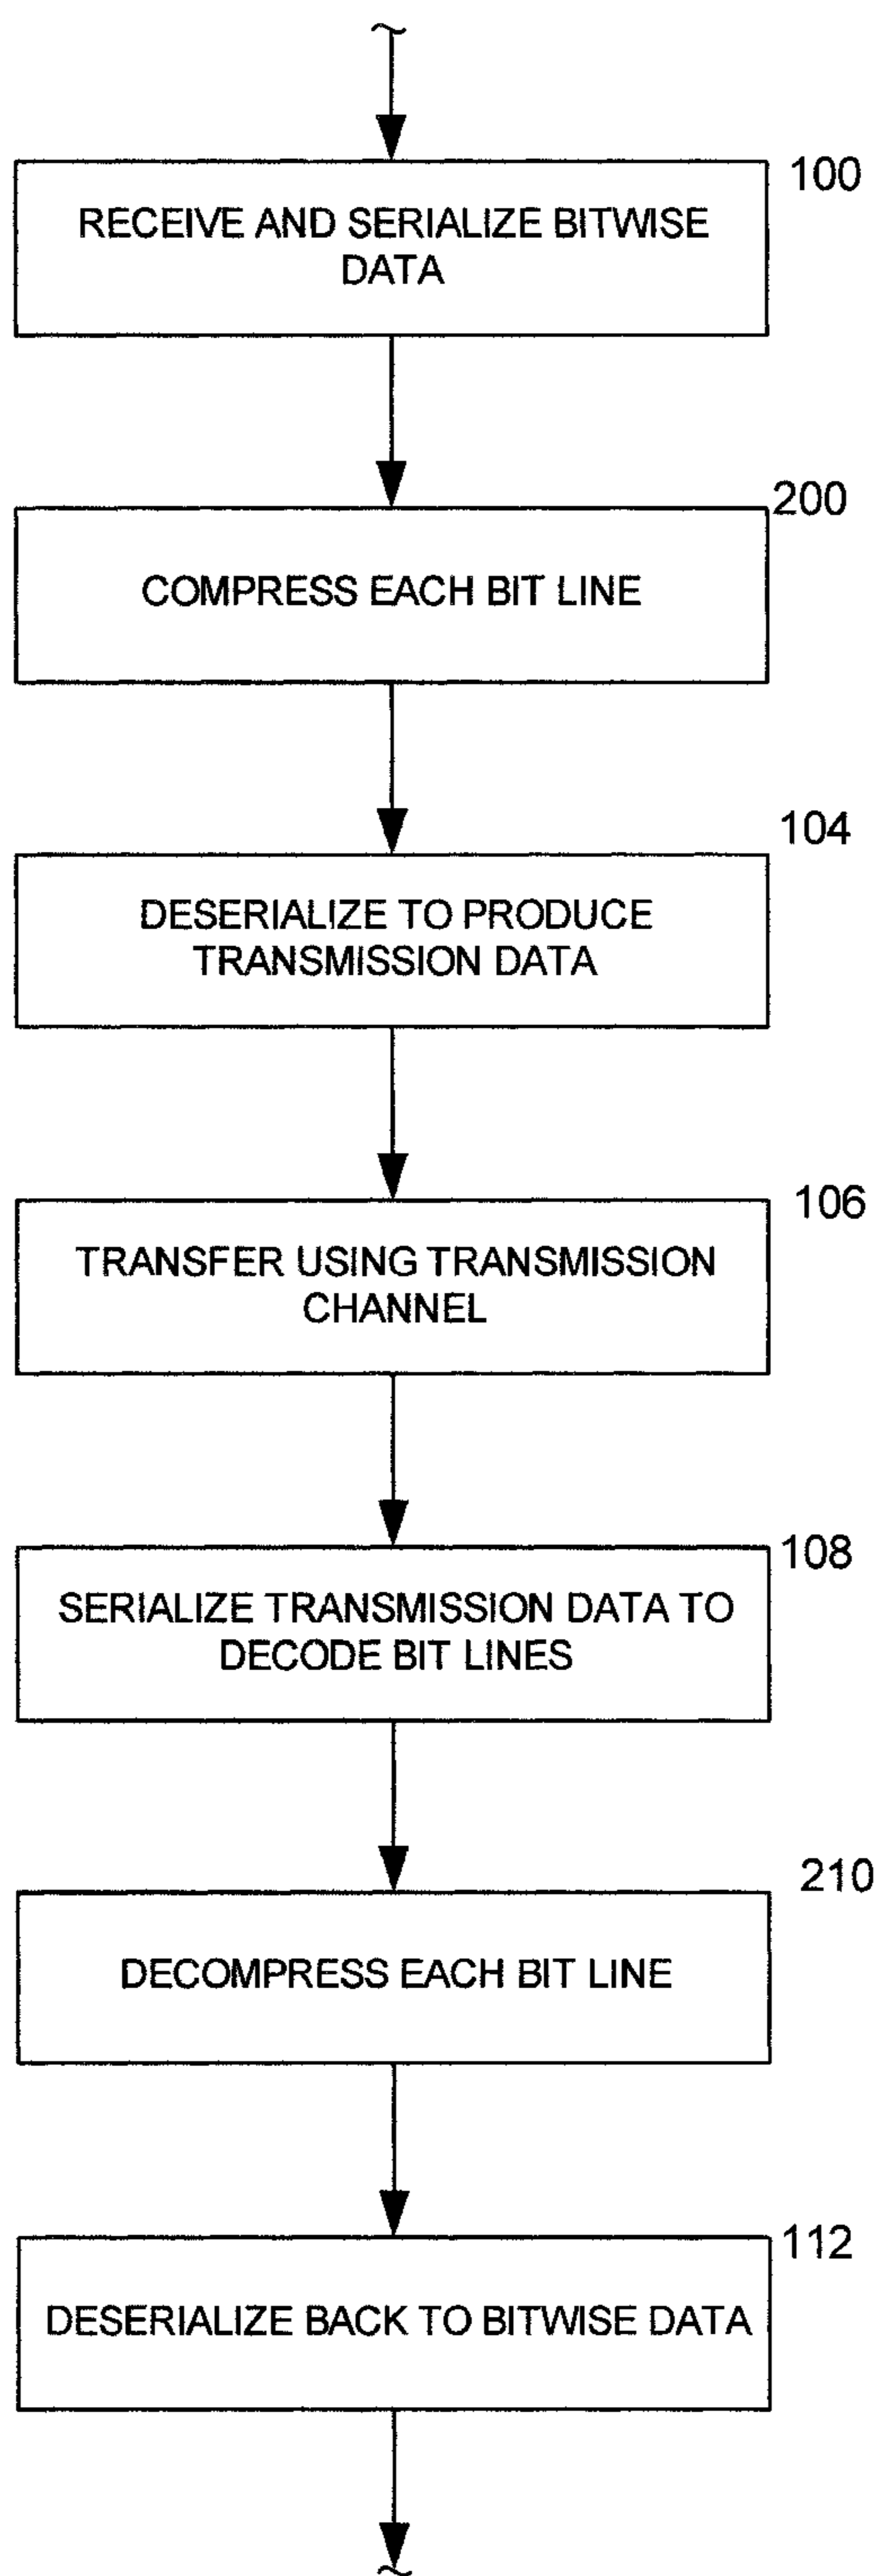 100
RECEIVE AND SERIALIZE BITWISE
DATA
200
COMPRESS EACH BIT LINE
104
DESERIALIZE TO PRODUCE
TRANSMISSION DATA
106
TRANSFER USING TRANSMISSION
CHANNEL
108
SERIALIZE TRANSMISSION DATA TO
DECODE BIT LINES
210
DECOMPRESS EACH BIT LINE
112
DESERIALIZE BACK TO BITWISE DATA